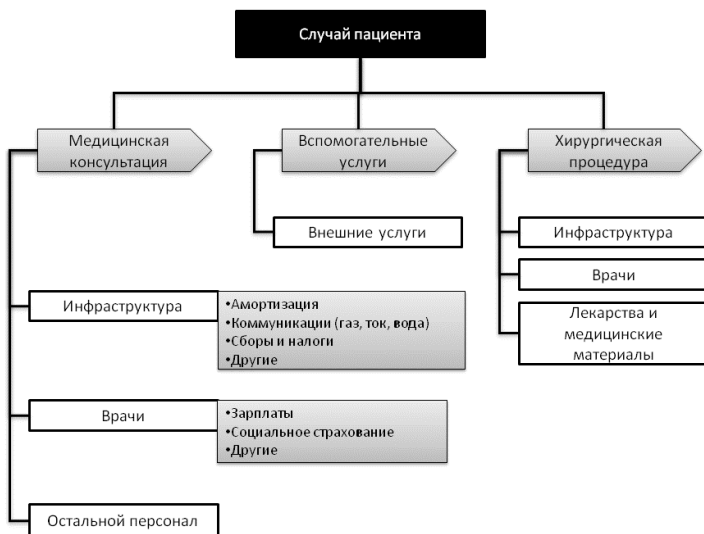 Случай пациента
Медицинская
консультация
Вспомогательные
услуги
Хирургическая
процедура
Внешние услуги
Инфраструктура
Врачи
Лекарства и
медицинские
материалы
Инфраструктура
•Амортизация
•Коммуникации (газ, ток, вода)
•Сборы и налоги
•Другие
Врачи
•Зарплаты
•Социальное страхование
•Другие
Остальной персонал